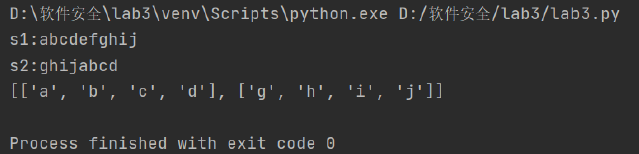 D:\软件安全\lab3\venv\Scripts\python.exe D:/软件安全/lab3/lab3.py
s1:abcdefghij
s2:ghijabcd
[['a', 'b', 'c', 'd'], ['g', 'h', 'i', 'j']]
Process finished with exit code 0